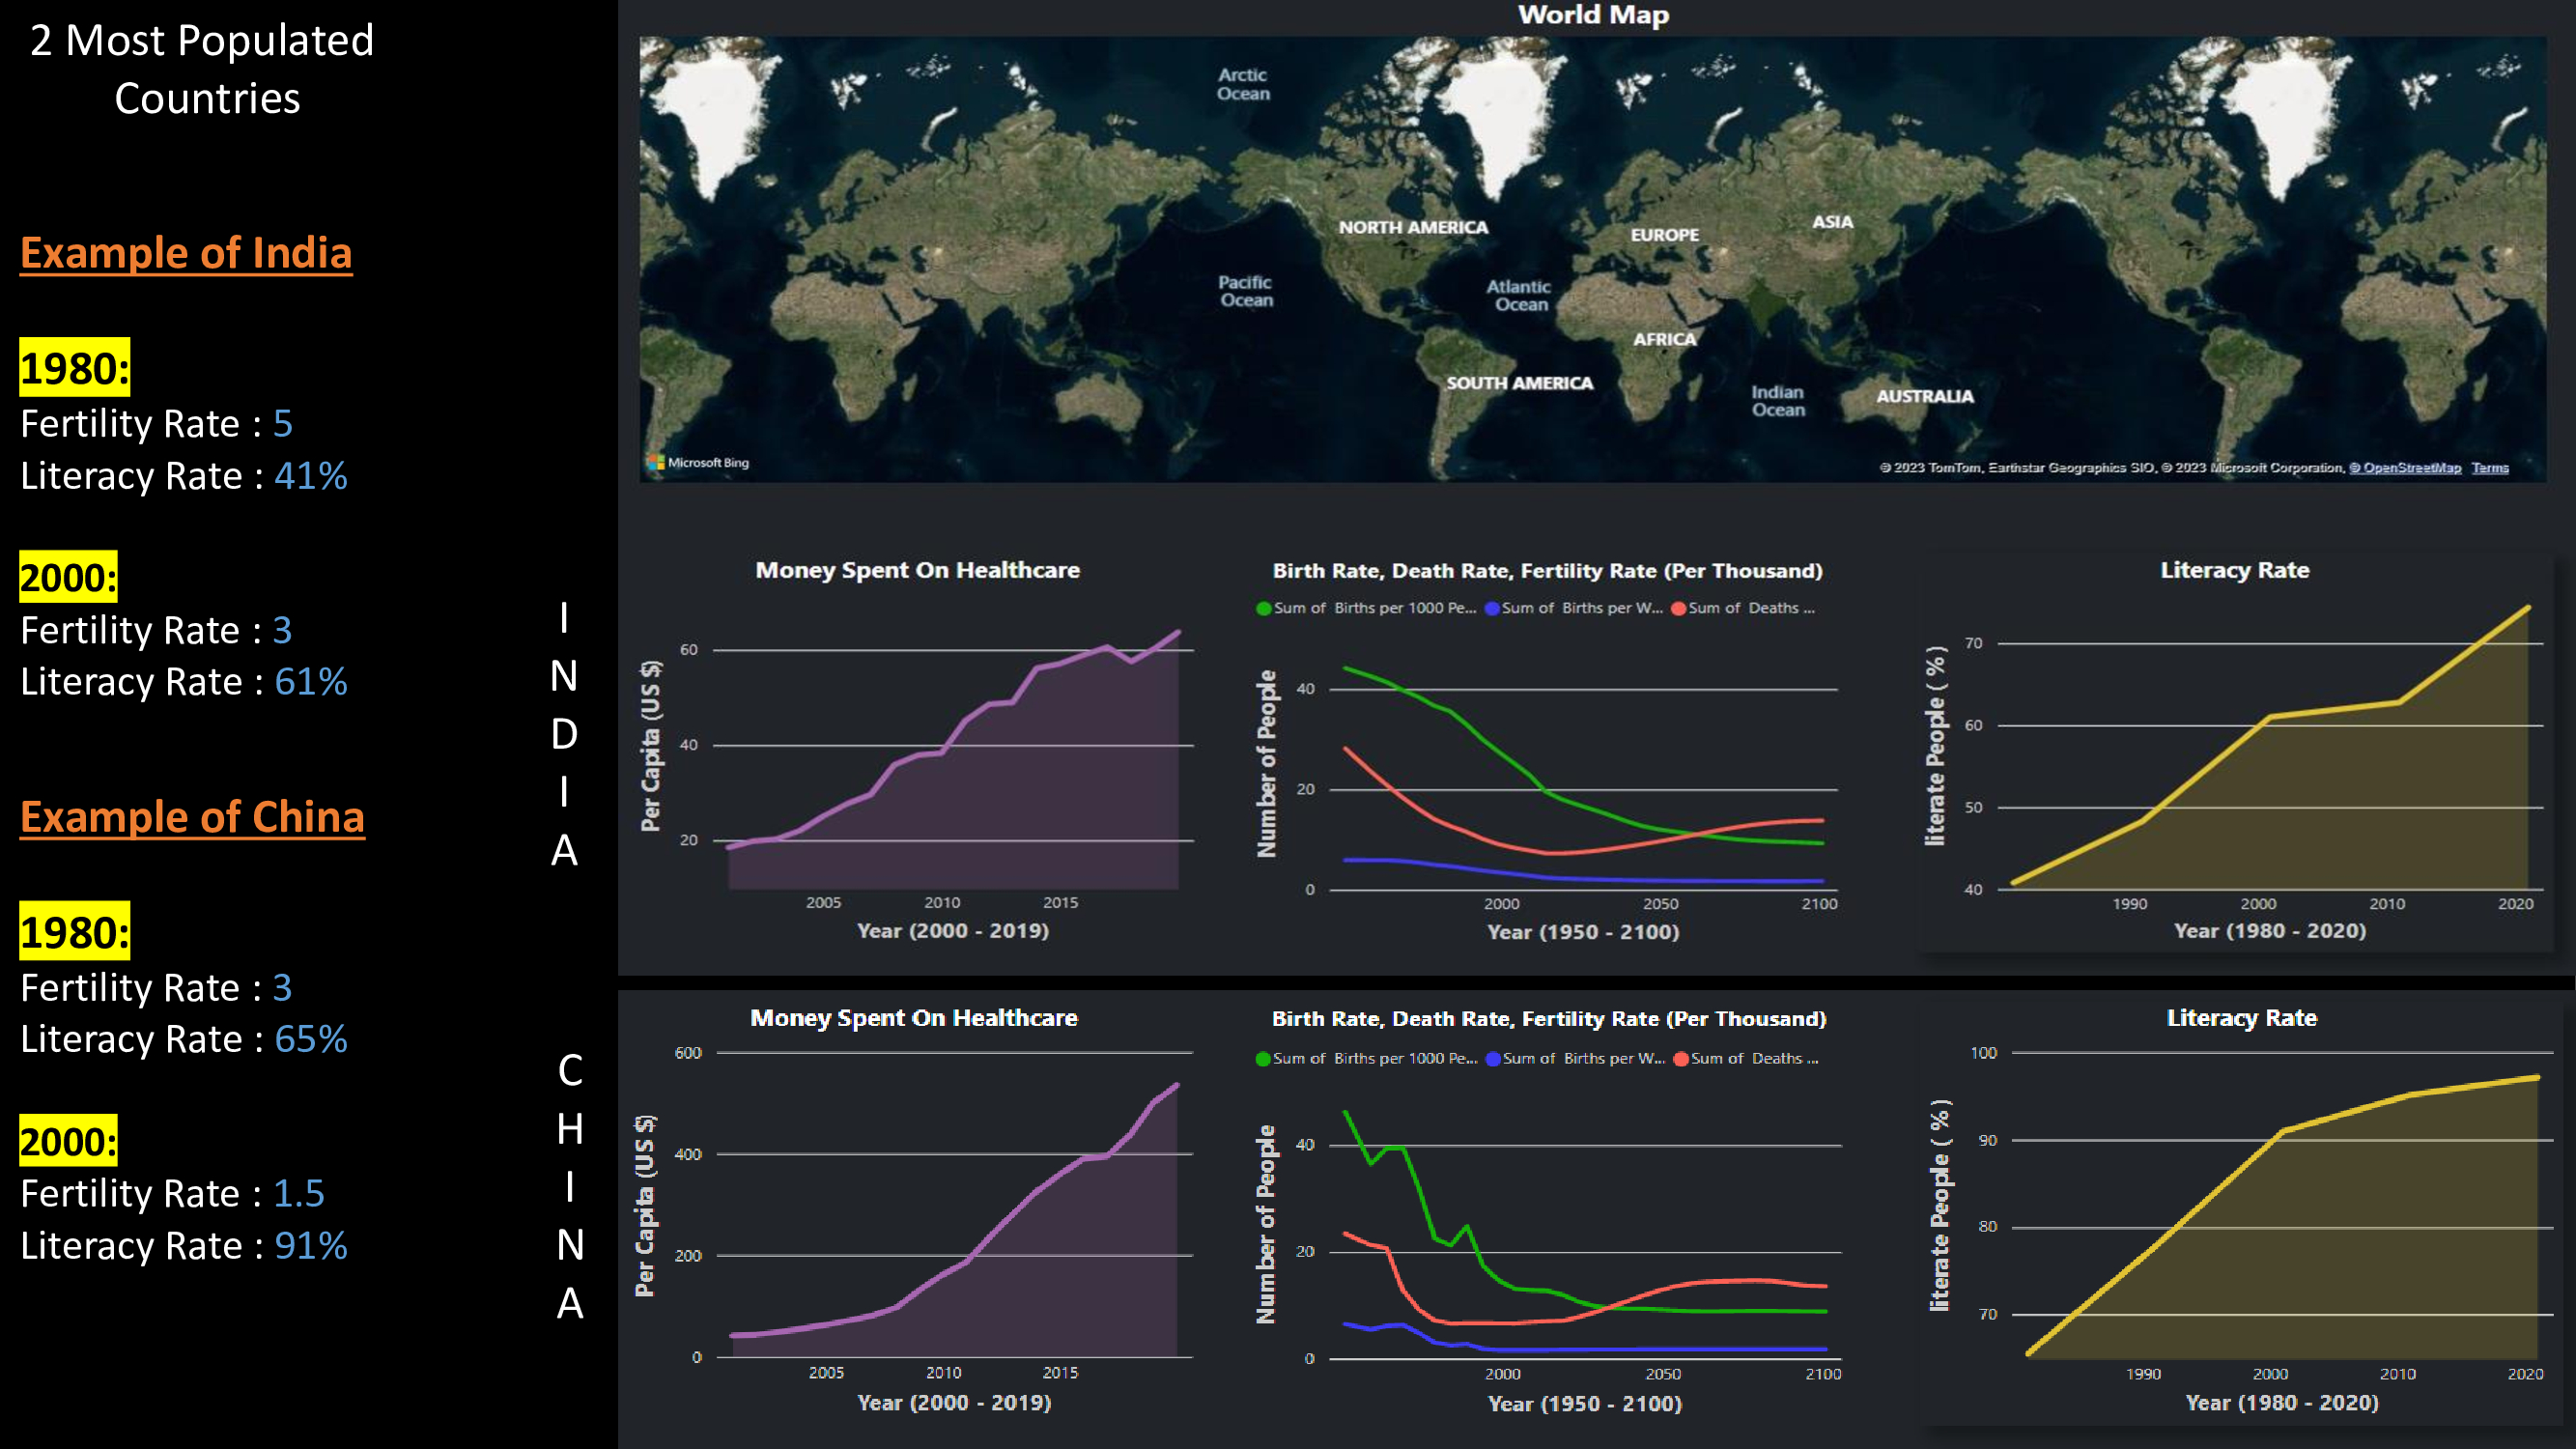 2 Most Populated
Countries
Example of India
1980:
Fertility Rate : 5
Literacy Rate : 41%
2000:
Fertility Rate : 3
Literacy Rate : 61%
Example of China
1980:
Fertility Rate : 3
Literacy Rate : 65%
2000:
Fertility Rate : 1.5
Literacy Rate : 91%
I
N
D
I
A
C
H
I
N
A
World Map
Arctic
Ocean
NORTH AMERICA
EUROPE
ASIA
Pacific
Ocean
Atlantic
Ocean
AFRICA
SOUTH AMERICA
Indian
Ocean
AUSTRALIA
Microsoft Bing
© 2023 TomTom, Earthstar Geographics SIO, © 2023 Microsoft Corporation, © OpenStreetMap Terms
Money Spent On Healthcare
Per Capita (US $)
60
40
20
2005 2010 2015
Year (2000 - 2019)
Birth Rate, Death Rate, Fertility Rate (Per Thousand)
Sum of Births per 1000 Pe... Sum of Births per W... Sum of Deaths ...
Number of People
40
20
0
2000 2050 2100
Year (1950 - 2100)
Literacy Rate
literate People ( %)
70
60
50
40
1990 2000 2010 2020
Year (1980 - 2020)
Money Spent On Healthcare
Per Capita (US $)
600
400
200
0
2005 2010 2015
Year (2000 - 2019)
Birth Rate, Death Rate, Fertility Rate (Per Thousand)
Sum of Births per 1000 Pe... Sum of Births per W... Sum of Deaths ...
Number of People
40
20
0
2000 2050 2100
Year (1950 - 2100)
Literacy Rate
literate People ( %)
100
90
80
70
1990 2000 2010 2020
Year (1980 - 2020)